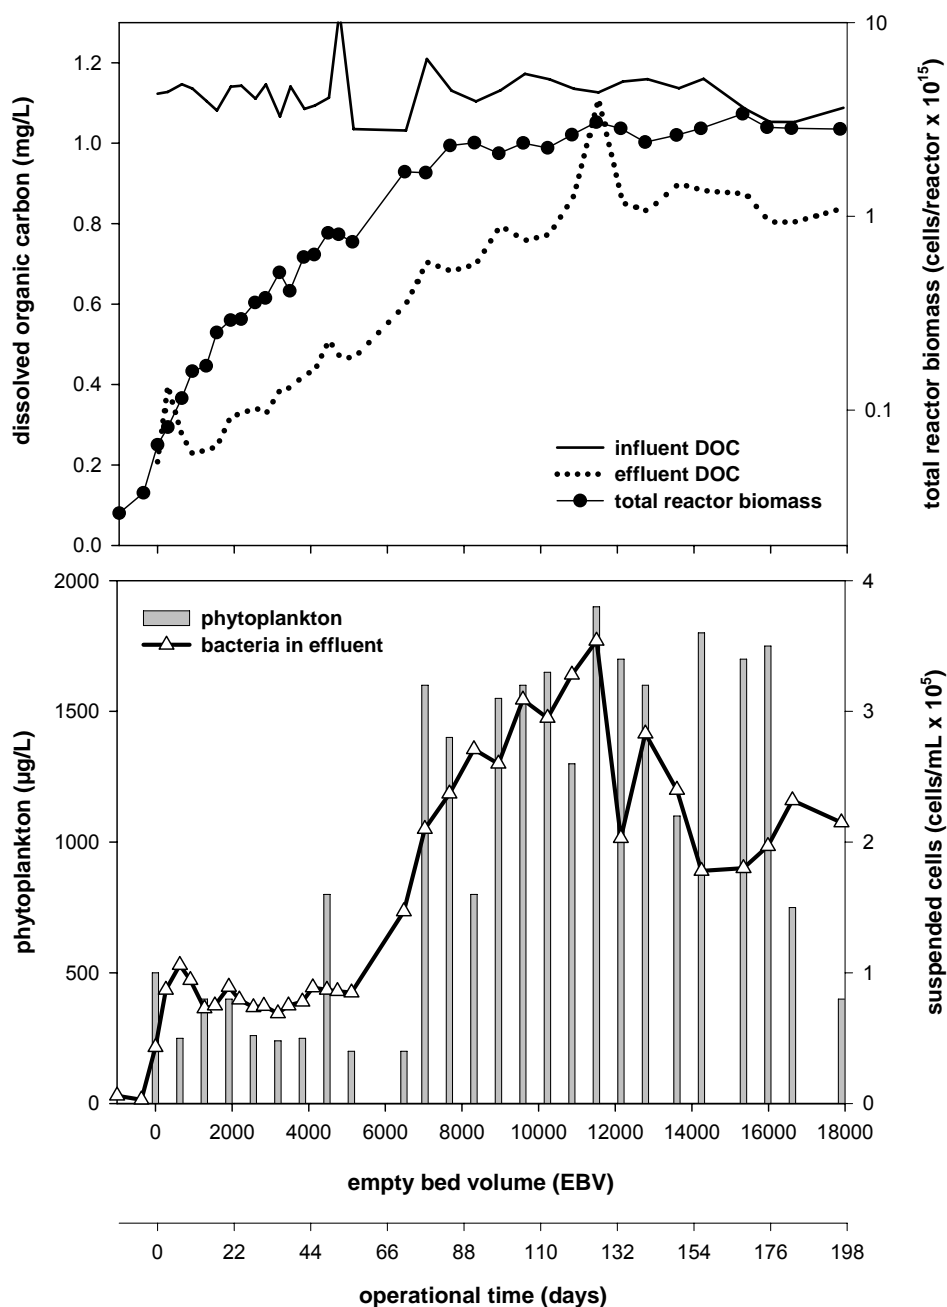 1.2
1.0
0.8
0.6
0.4
0.2
0.0
dissolved organic carbon (mg/L)
10
1
0.1
total reactor biomass (cells/reactor x 10¹⁵)
influent DOC
effluent DOC
total reactor biomass
2000
1500
1000
500
0
phytoplankton (µg/L)
phytoplankton
bacteria in effluent
4
3
2
1
0
suspended cells (cells/mL x 10⁵)
0 2000 4000 6000 8000 10000 12000 14000 16000 18000
empty bed volume (EBV)
0 22 44 66 88 110 132 154 176 198
operational time (days)